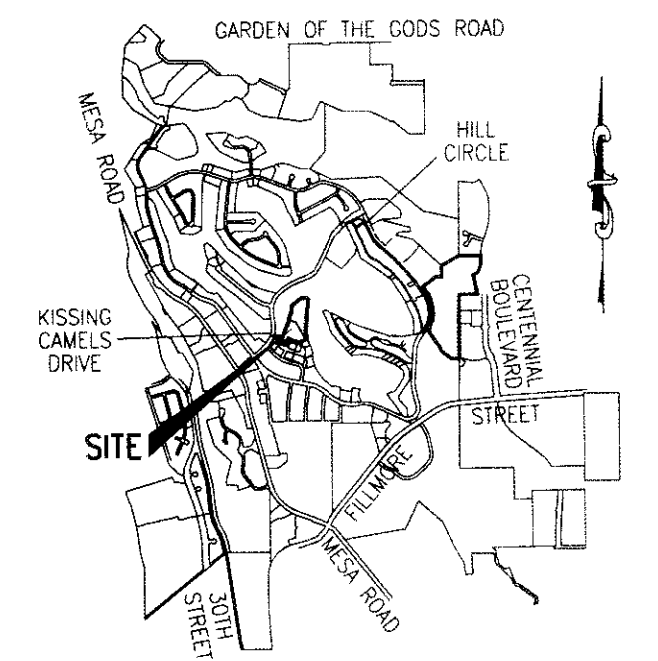 GARDEN OF THE GODS ROAD
MESA ROAD
HILL
CIRCLE
KISSING
CAMELS
DRIVE
CENTENNIAL
BOULEVARD
STREET
SITE
FILLMORE
MESA ROAD
30TH
STREET